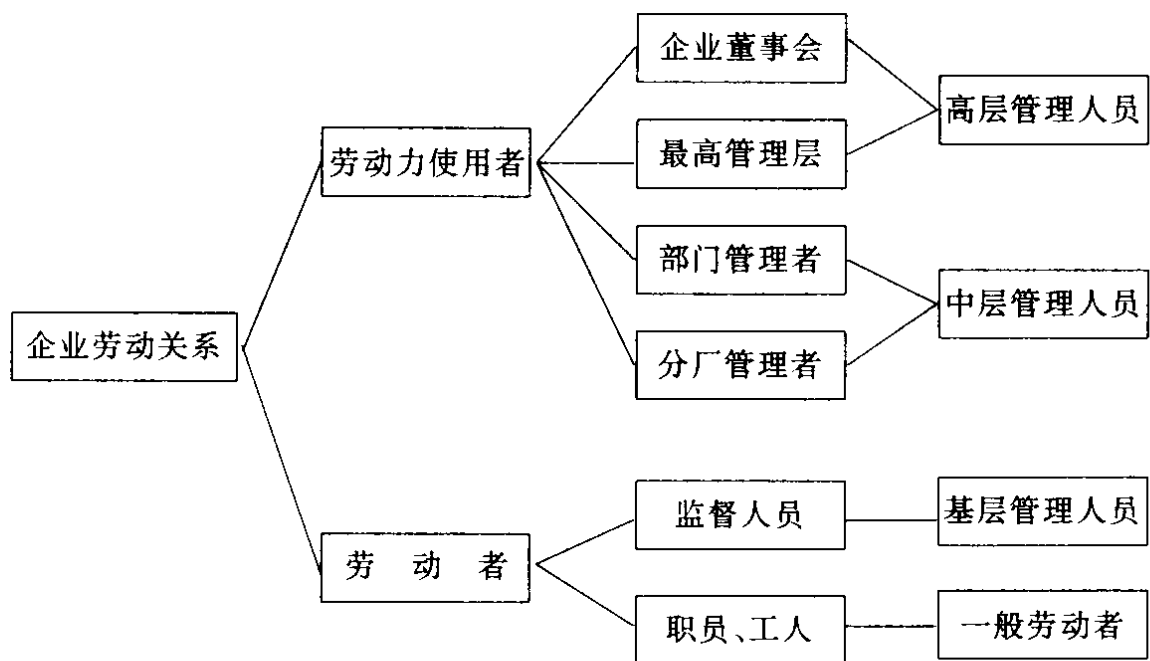 企业董事会
高层管理人员
最高管理层
劳动力使用者
部门管理者
中层管理人员
企业劳动关系
分厂管理者
监督人员
基层管理人员
劳动者
职员、工人
一般劳动者